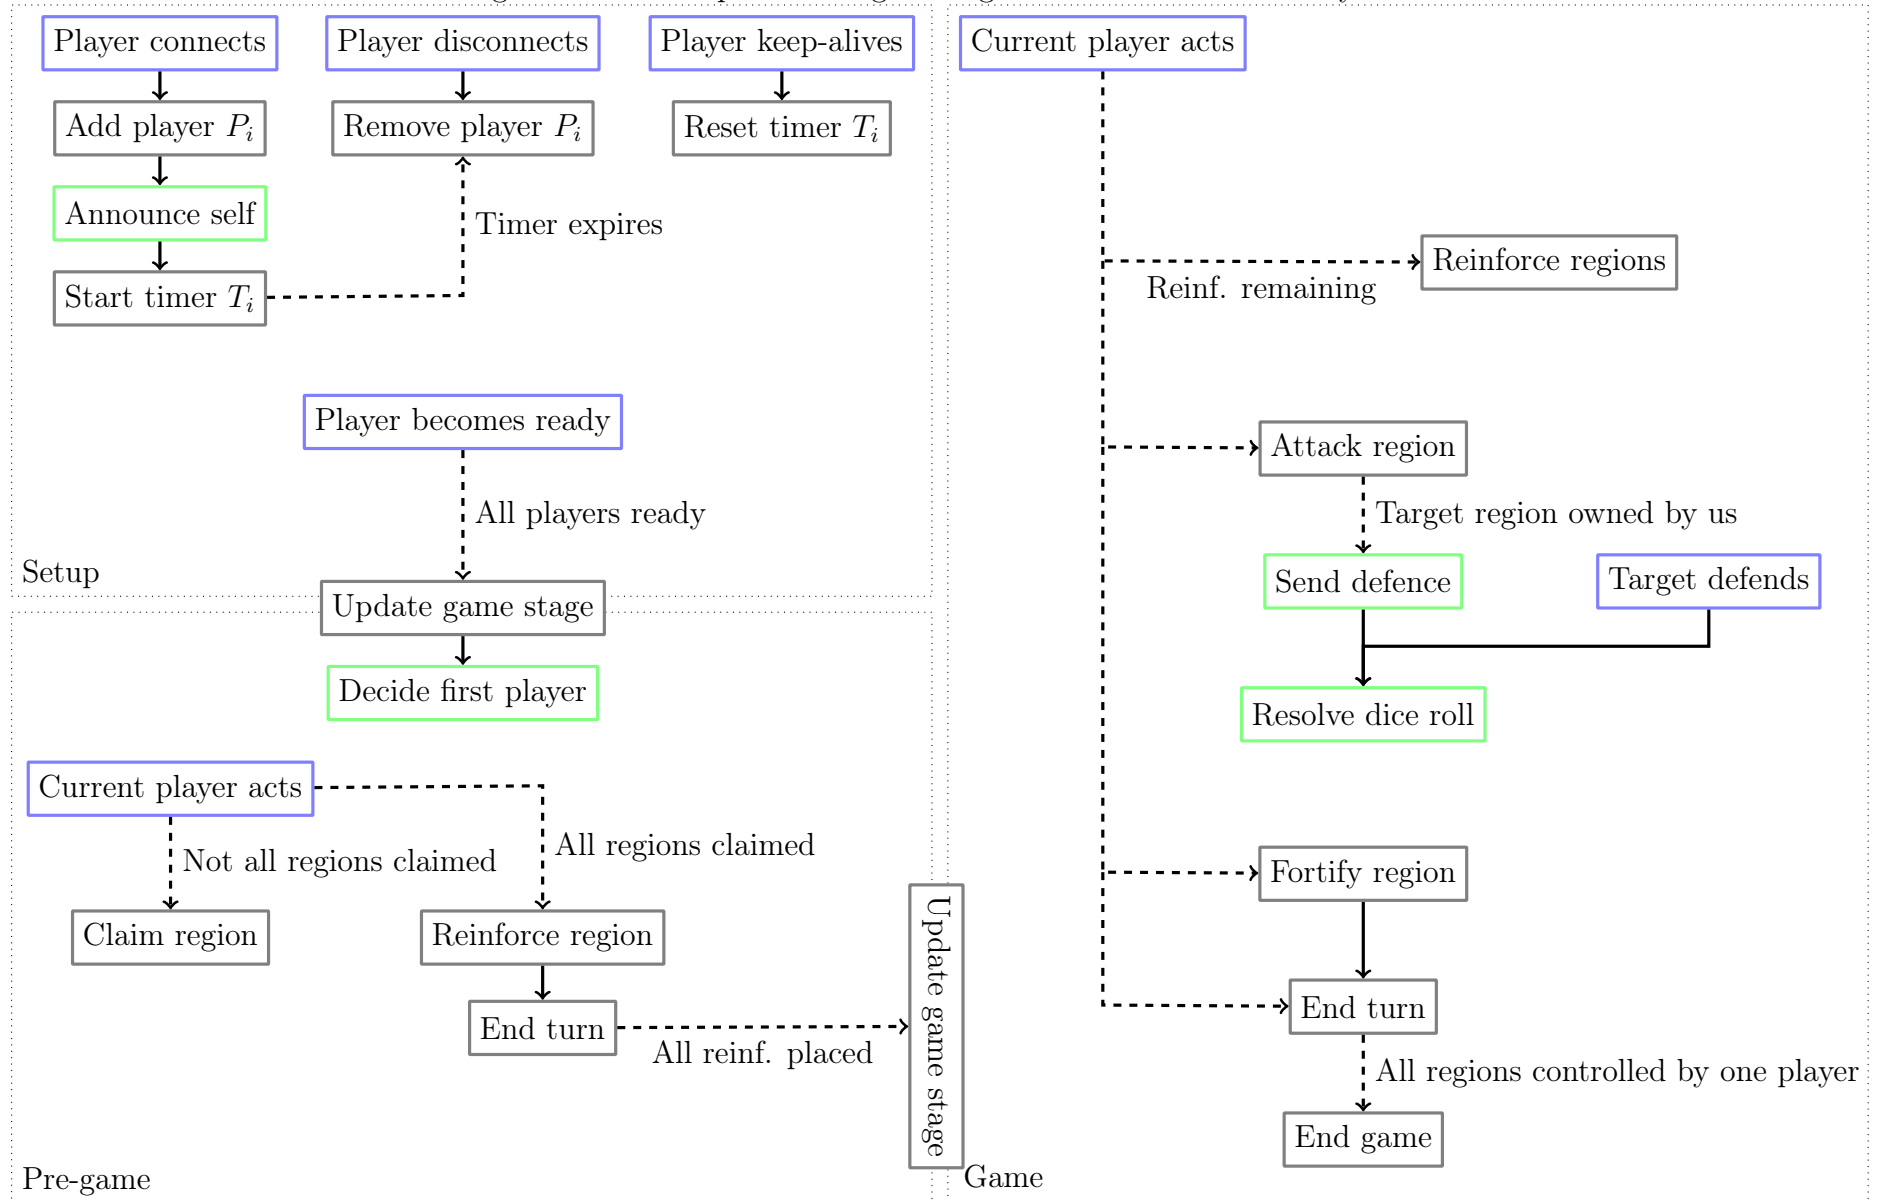 Player connects
Player disconnects
Player keep-alives
Add player P_i
Remove player P_i
Reset timer T_i
Announce self
Timer expires
Start timer T_i
Player becomes ready
All players ready
Setup
Update game stage
Decide first player
Current player acts
Not all regions claimed
All regions claimed
Claim region
Reinforce region
End turn
All reinf. placed
Update game stage
Pre-game
Current player acts
Reinforce regions
Reinf. remaining
Attack region
Target region owned by us
Send defence
Target defends
Resolve dice roll
Fortify region
End turn
All regions controlled by one player
End game
Game